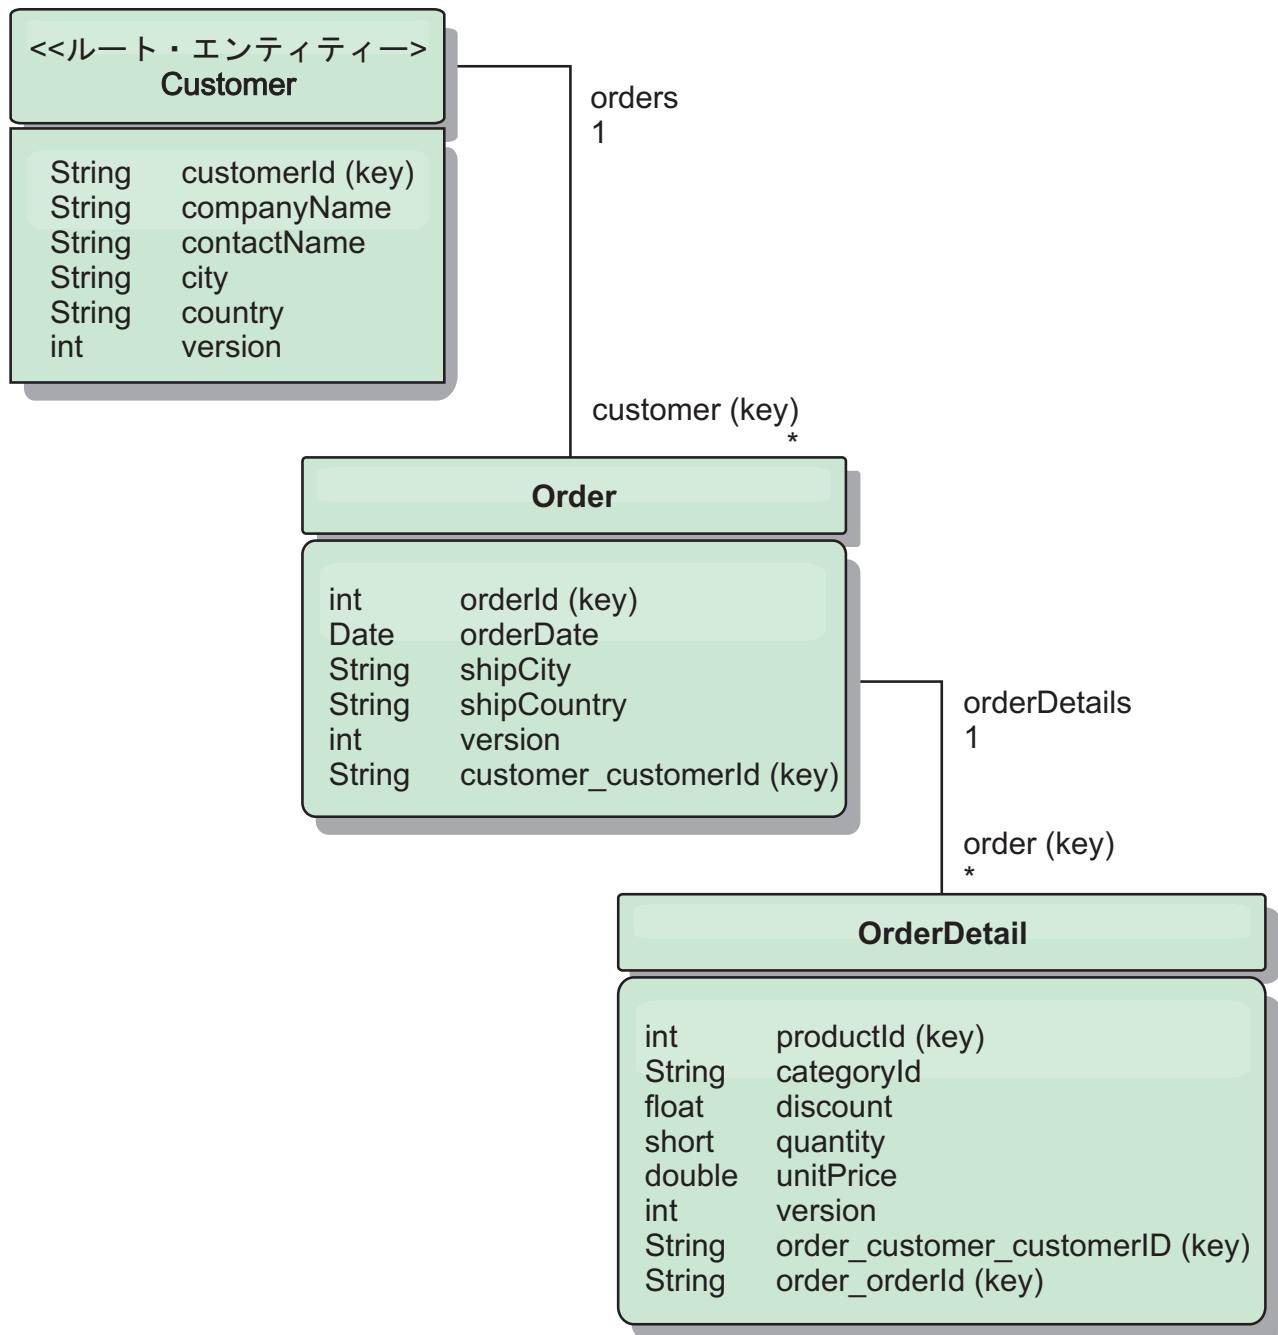 <<ルート・エンティティー>
Customer
String customerId (key)
String companyName
String contactName
String city
String country
int version
orders
1
customer (key)
*
Order
int orderId (key)
Date orderDate
String shipCity
String shipCountry
int version
String customer_customerId (key)
orderDetails
1
order (key)
*
OrderDetail
int productId (key)
String categoryId
float discount
short quantity
double unitPrice
int version
String order_customer_customerID (key)
String order_orderId (key)